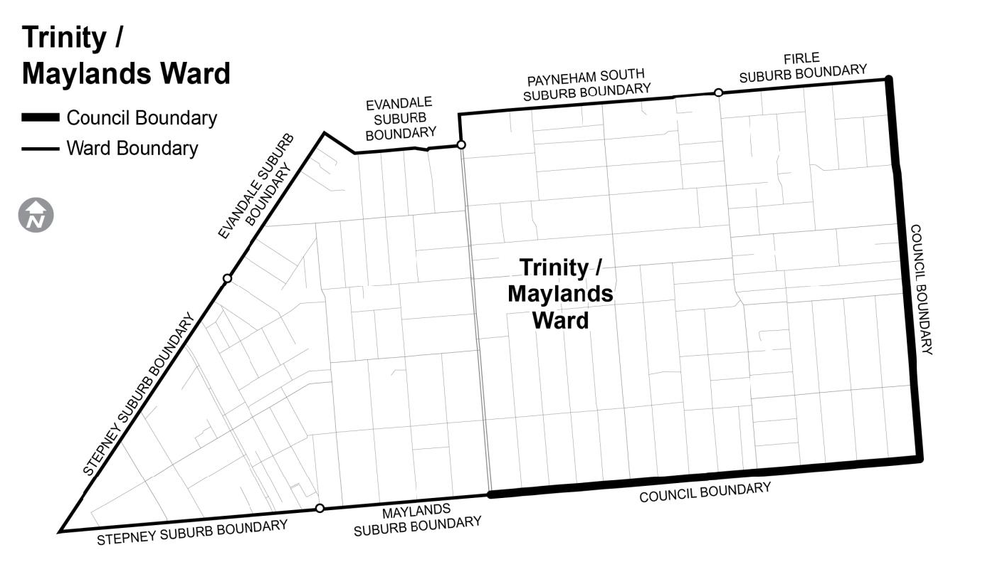 Trinity /
Maylands Ward
Council Boundary
Ward Boundary
N
FIRLE
SUBURB BOUNDARY
PAYNEHAM SOUTH
SUBURB BOUNDARY
EVANDALE
SUBURB
BOUNDARY
EVANDALE SUBURB
BOUNDARY
STEPNEY SUBURB BOUNDARY
Trinity /
Maylands
Ward
COUNCIL BOUNDARY
COUNCIL BOUNDARY
MAYLANDS
SUBURB BOUNDARY
STEPNEY SUBURB BOUNDARY